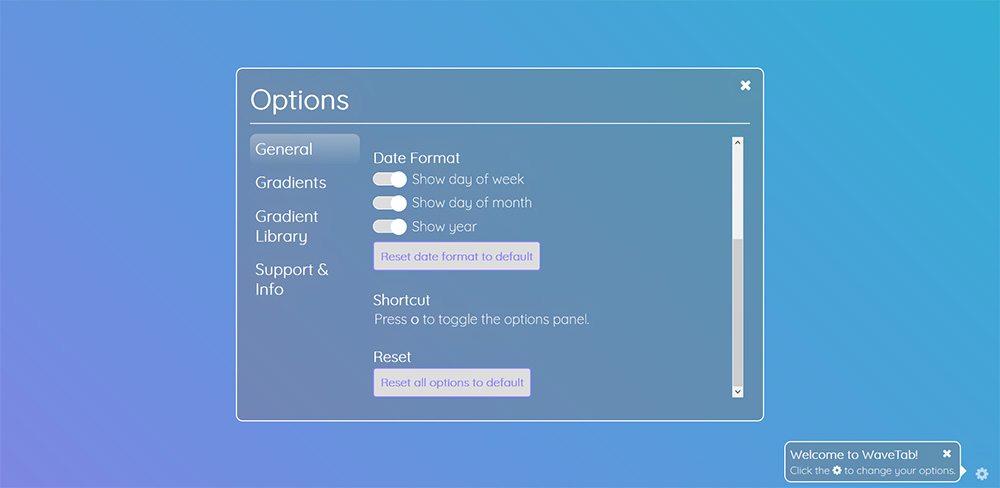 Options
General
Gradients
Gradient
Library
Support &
Info
Date Format
Show day of week
Show day of month
Show year
Reset date format to default
Shortcut
Press o to toggle the options panel.
Reset
Reset all options to default
Welcome to WaveTab!
Click the to change your options.